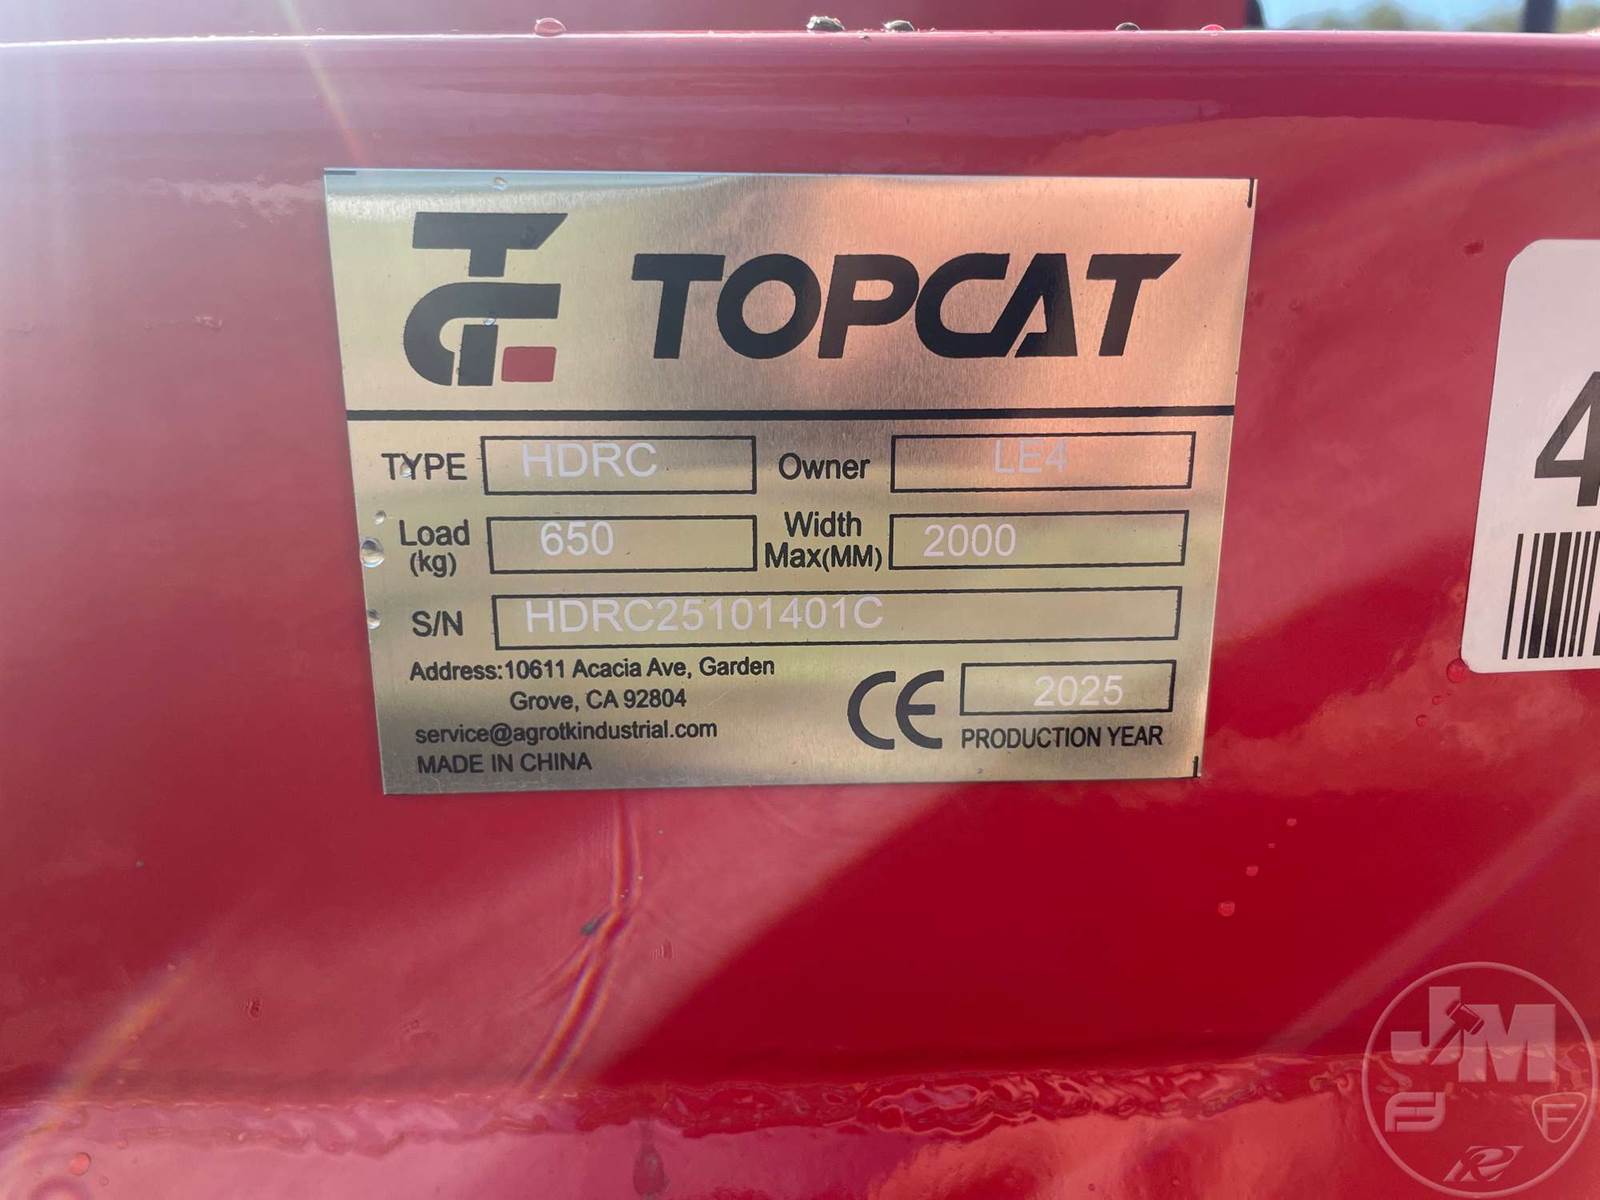 TOPCAT
TYPE HDRC Owner LE4
Load (kg) 650 Width Max(MM) 2000
S/N HDRC25101401C
Address:10611 Acacia Ave, Garden
Grove, CA 92804
service@agrotkindustrial.com
MADE IN CHINA
CE 2025
PRODUCTION YEAR
4
JM